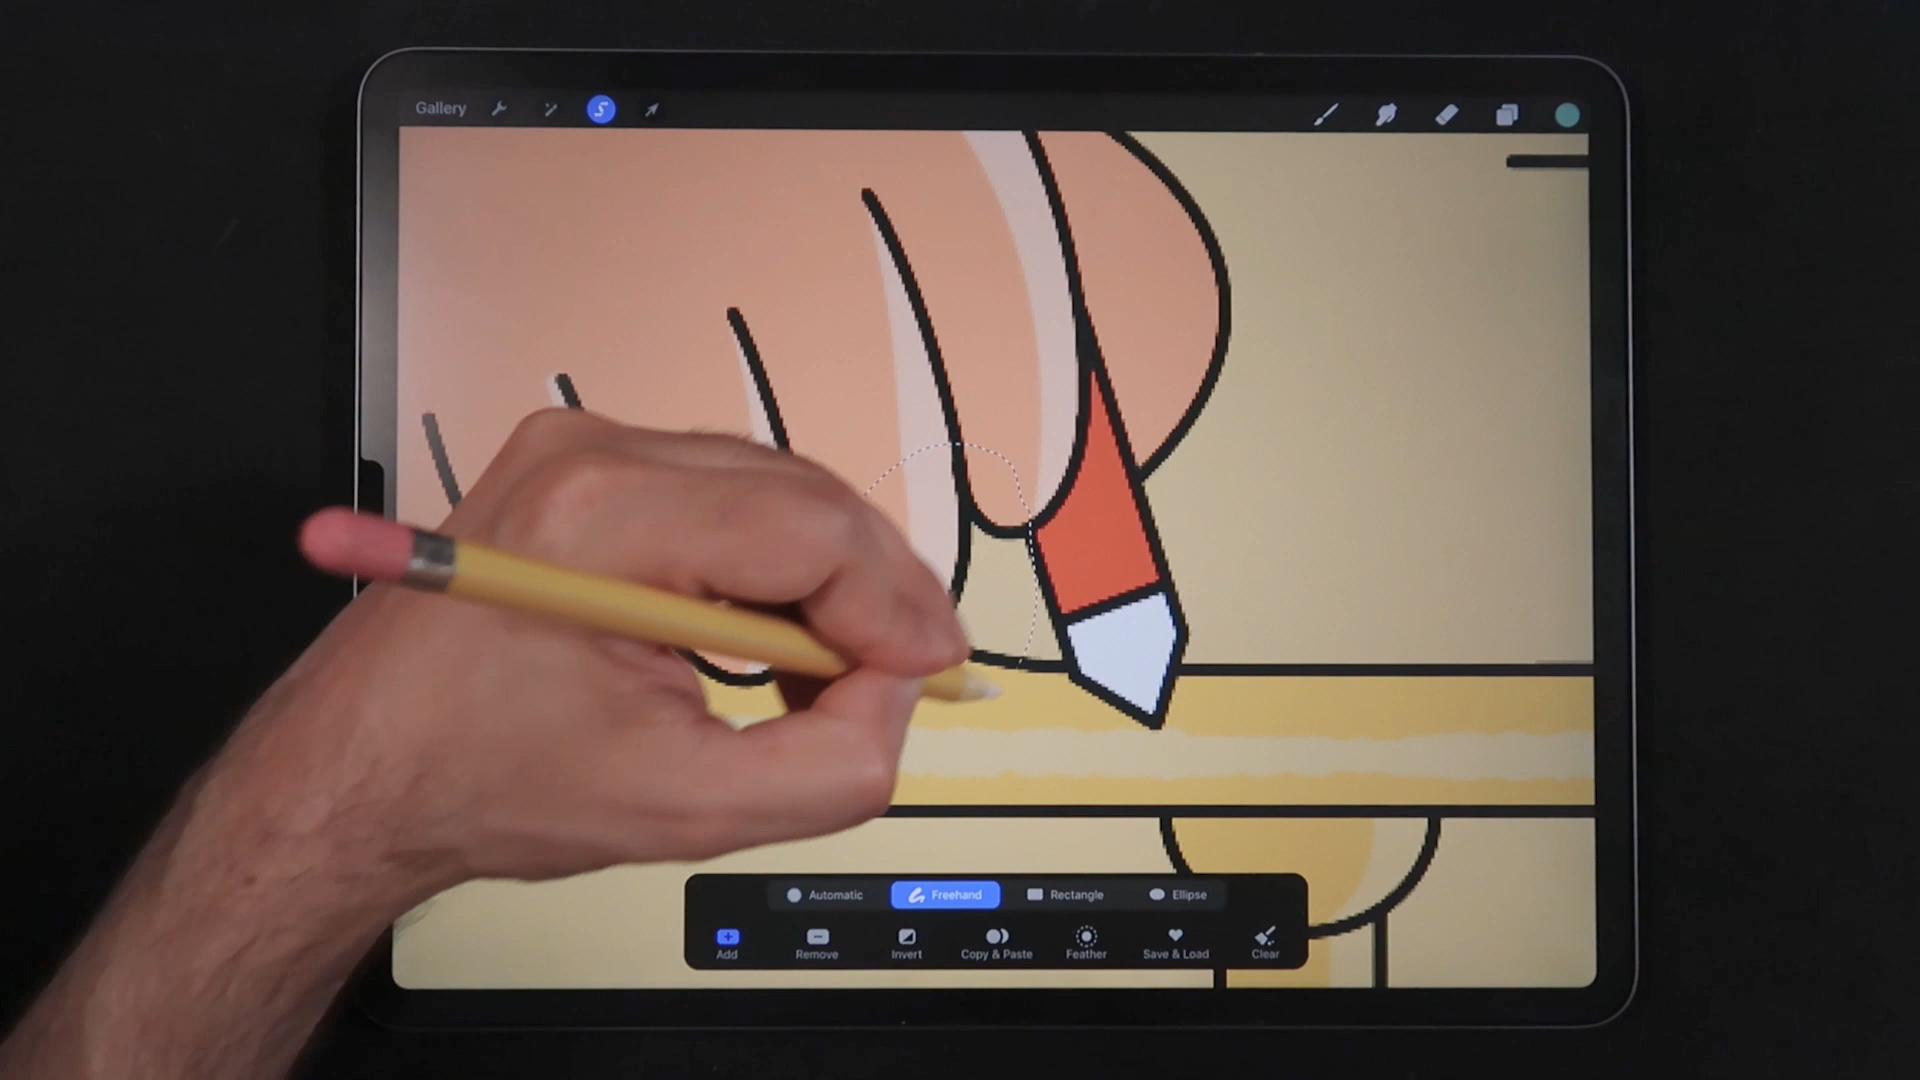 Gallery
Automatic Freehand Rectangle Ellipse
Add Remove Invert Copy & Paste Feather Save & Load Clear